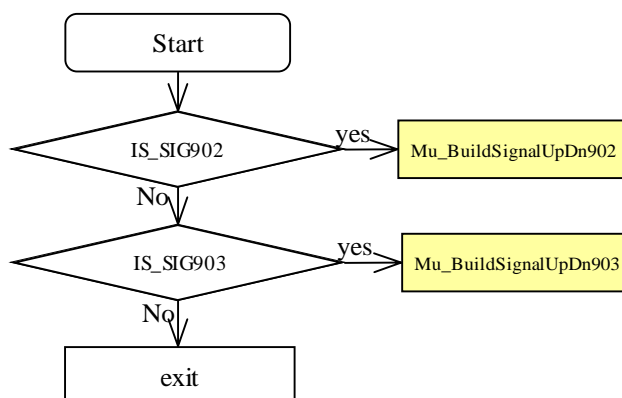 Start
IS_SIG902
yes
Mu_BuildSignalUpDn902
No
IS_SIG903
yes
Mu_BuildSignalUpDn903
No
exit